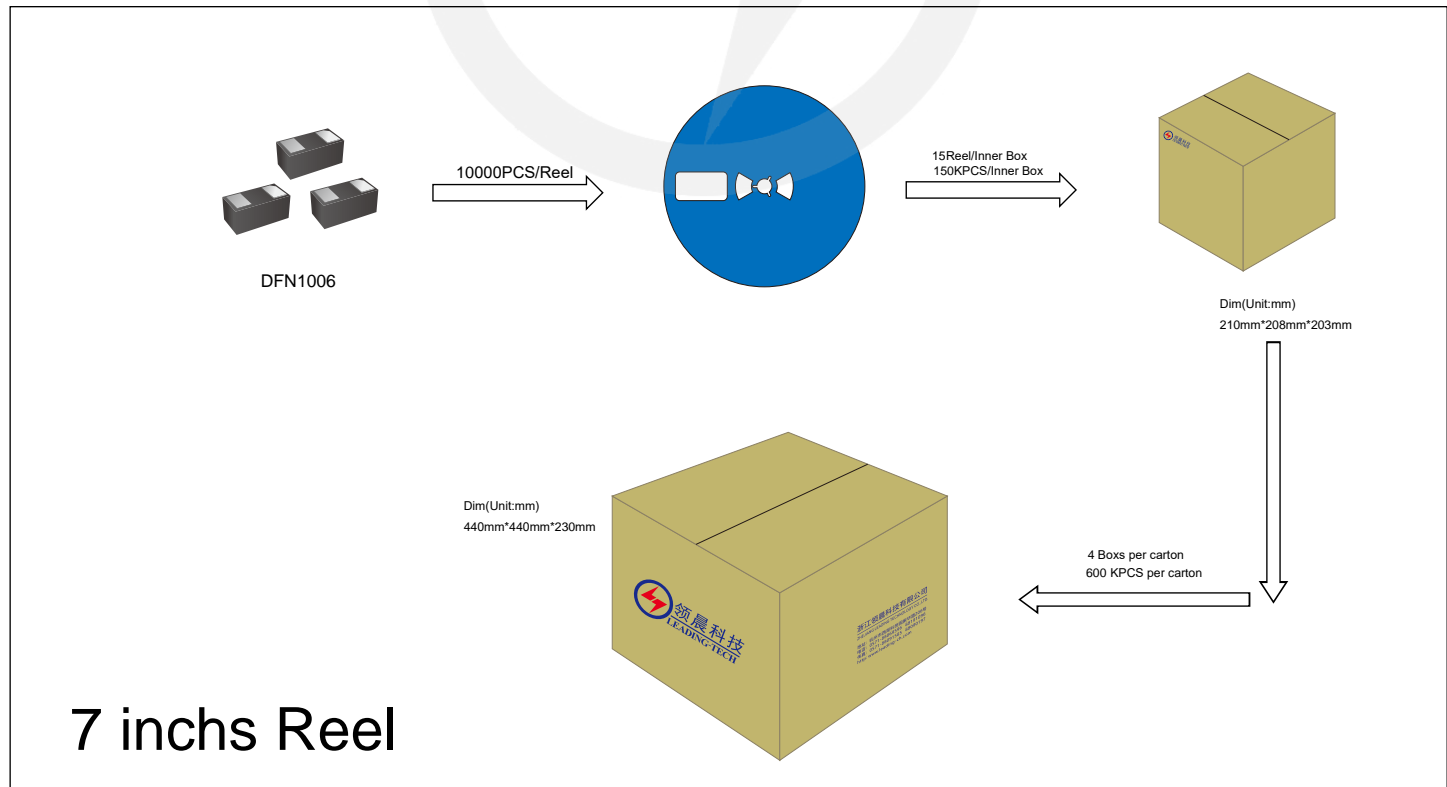 10000PCS/Reel
15Reel/Inner Box
150KPCS/Inner Box
DFN1006
Dim(Unit:mm)
210mm*208mm*203mm
Dim(Unit:mm)
440mm*440mm*230mm
4 Boxs per carton
600 KPCS per carton
领晨科技
LEADING-TECH
浙江领晨科技有限公司
7 inchs Reel